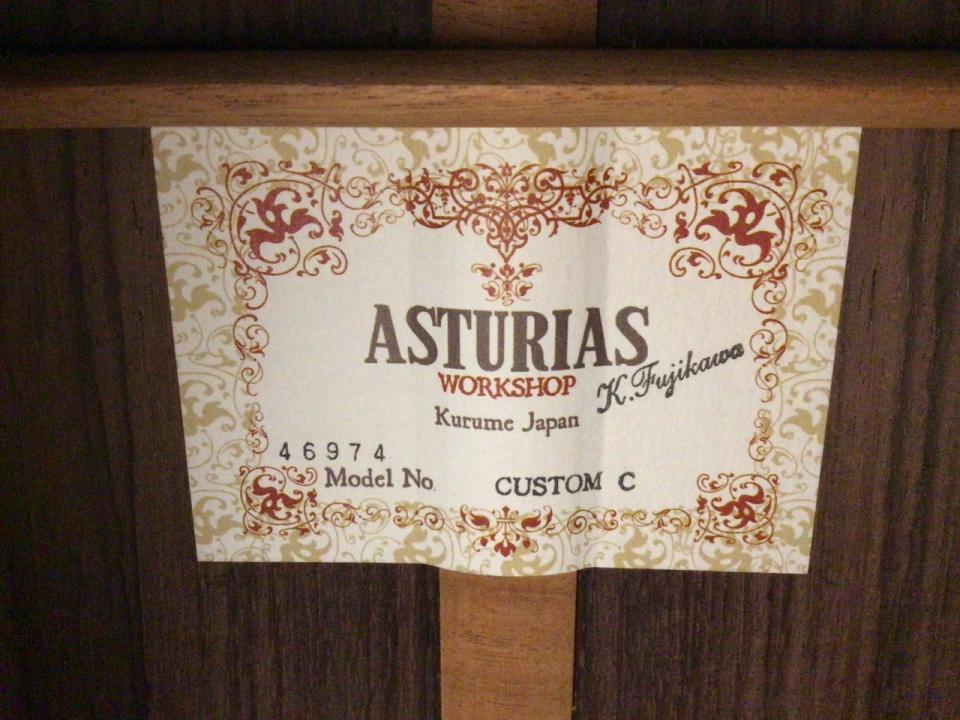 ASTURIAS
WORKSHOP
K. Fujikawa
Kurume Japan
46974
Model No. CUSTOM C